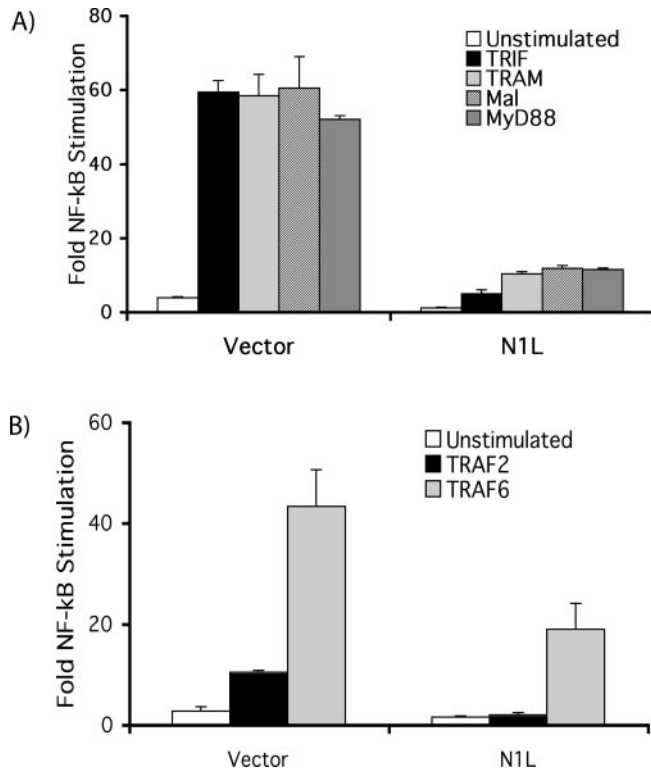 A)
Fold NF-kB Stimulation
80
60
40
20
0
Unstimulated
TRIF
TRAM
Mal
MyD88
Vector
N1L
B)
Fold NF-kB Stimulation
60
40
20
0
Unstimulated
TRAF2
TRAF6
Vector
N1L